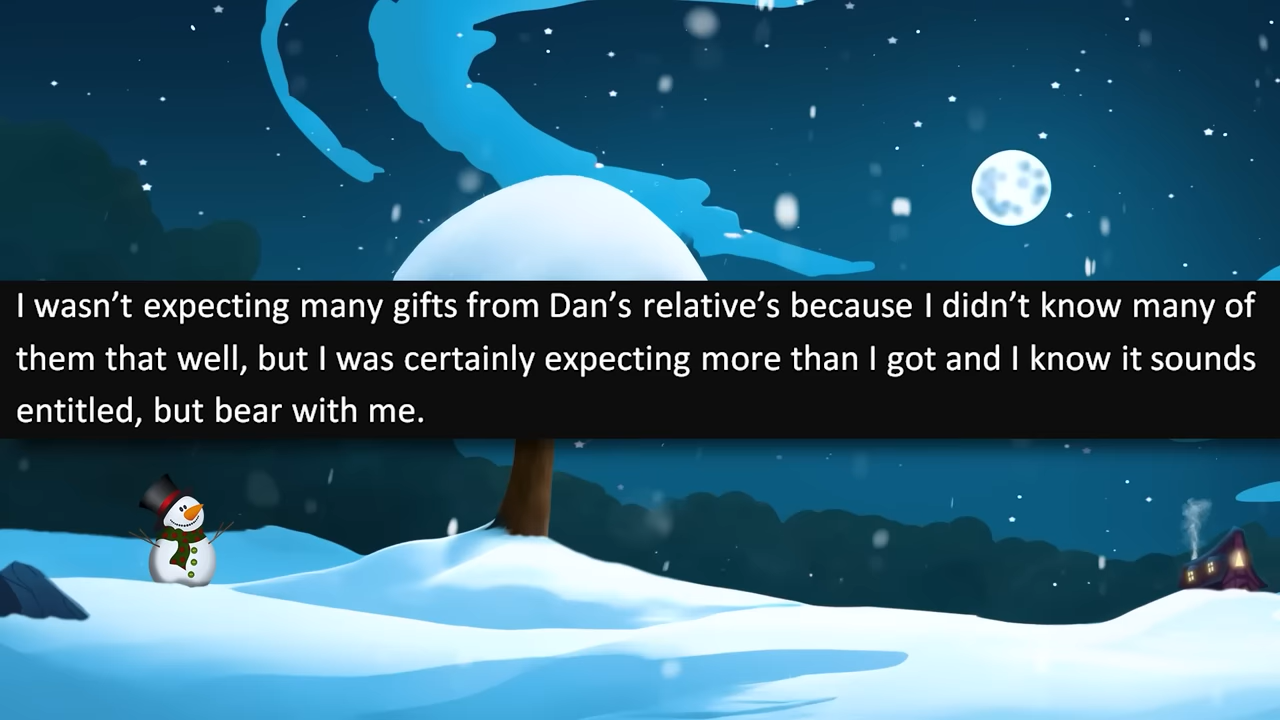 I wasn’t expecting many gifts from Dan’s relative’s because I didn’t know many of
them that well, but I was certainly expecting more than I got and I know it sounds
entitled, but bear with me.